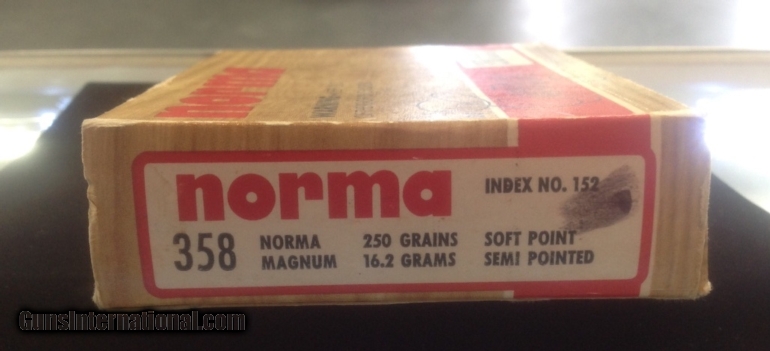 norma
INDEX NO. 152
358 NORMA MAGNUM
250 GRAINS
16.2 GRAMS
SOFT POINT
SEMI POINTED
GunsInternational.com